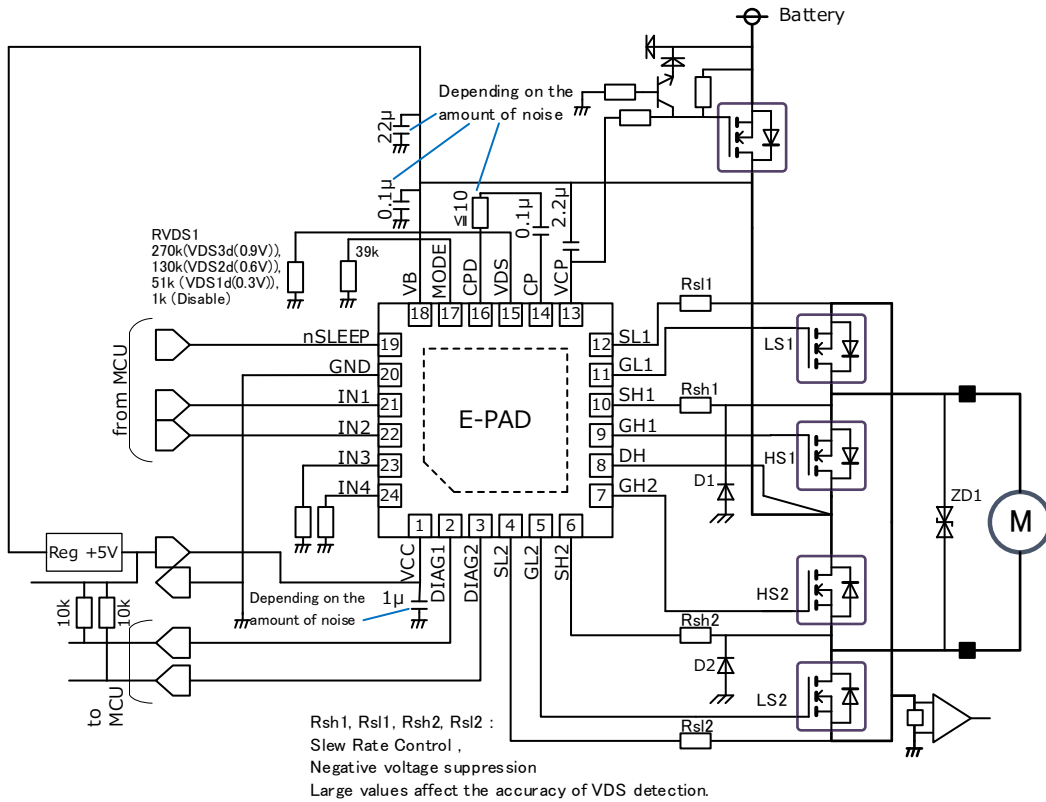 Battery
Depending on the
amount of noise
22μ
0.1μ
≦10
0.1μ
2.2μ
RVDS1
270k(VDS3d(0.9V)),
130k(VDS2d(0.6V)),
51k (VDS1d(0.3V)),
1k (Disable)
39k
VB
MODE
CPD
VDS
CP
VCP
18
17
16
15
14
13
Rsl1
from MCU
nSLEEP
19
GND
20
IN1
21
IN2
22
IN3
23
IN4
24
E-PAD
12
SL1
11
GL1
10
SH1
9
GH1
8
DH
7
GH2
Rsh1
LS1
HS1
D1
ZD1
M
1
2
3
4
5
6
VCC
DIAG1
DIAG2
SL2
GL2
SH2
Reg +5V
10k
10k
Depending on the
amount of noise
1μ
HS2
Rsh2
D2
LS2
Rsl2
to
MCU
Rsh1, Rsl1, Rsh2, Rsl2 :
Slew Rate Control ,
Negative voltage suppression
Large values affect the accuracy of VDS detection.